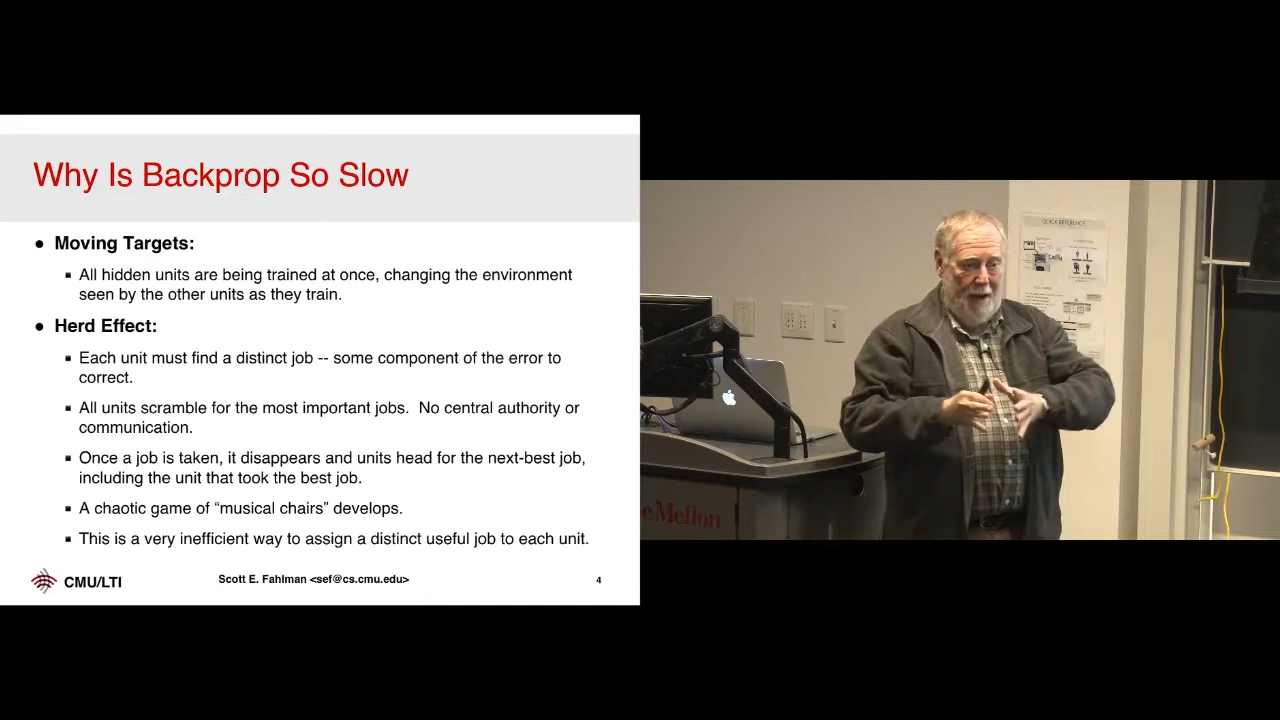 Why Is Backprop So Slow
● Moving Targets:
▪ All hidden units are being trained at once, changing the environment
seen by the other units as they train.
● Herd Effect:
▪ Each unit must find a distinct job -- some component of the error to
correct.
▪ All units scramble for the most important jobs.  No central authority or
communication.
▪ Once a job is taken, it disappears and units head for the next-best job,
including the unit that took the best job.
▪ A chaotic game of “musical chairs” develops.
▪ This is a very inefficient way to assign a distinct useful job to each unit.
CMU/LTI
Scott E. Fahlman <sef@cs.cmu.edu>
4
QUICK REFERENCE
Mellon